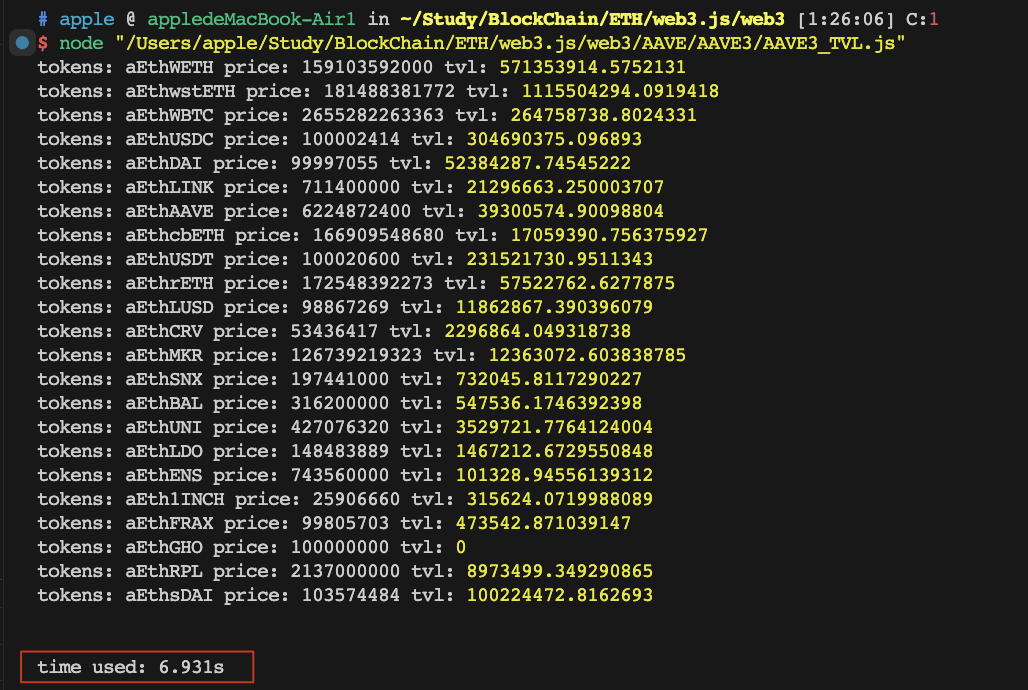 # apple @ appledeMacBook-Air1 in ~/Study/BlockChain/ETH/web3.js/web3 [1:26:06] C:1
$ node "/Users/apple/Study/BlockChain/ETH/web3.js/web3/AAVE/AAVE3/AAVE3_TVL.js"
tokens: aEthWETH price: 159103592000 tvl: 571353914.5752131
tokens: aEthwstETH price: 181488381772 tvl: 1115504294.0919418
tokens: aEthWBTC price: 2655282263363 tvl: 264758738.8024331
tokens: aEthUSDC price: 100002414 tvl: 304690375.096893
tokens: aEthDAI price: 99997055 tvl: 52384287.74545222
tokens: aEthLINK price: 711400000 tvl: 21296663.250003707
tokens: aEthAAVE price: 6224872400 tvl: 39300574.90098804
tokens: aEthcbETH price: 166909548680 tvl: 17059390.756375927
tokens: aEthUSDT price: 100020600 tvl: 231521730.9511343
tokens: aEthrETH price: 172548392273 tvl: 57522762.6277875
tokens: aEthLUSD price: 98867269 tvl: 11862867.390396079
tokens: aEthCRV price: 53436417 tvl: 2296864.049318738
tokens: aEthMKR price: 126739219323 tvl: 12363072.603838785
tokens: aEthSNX price: 197441000 tvl: 732045.8117290227
tokens: aEthBAL price: 316200000 tvl: 547536.1746392398
tokens: aEthUNI price: 427076320 tvl: 3529721.7764124004
tokens: aEthLDO price: 148483889 tvl: 1467212.6729550848
tokens: aEthENS price: 743560000 tvl: 101328.94556139312
tokens: aEth1INCH price: 25906660 tvl: 315624.0719988089
tokens: aEthFRAX price: 99805703 tvl: 473542.871039147
tokens: aEthGHO price: 100000000 tvl: 0
tokens: aEthRPL price: 2137000000 tvl: 8973499.349290865
tokens: aEthsDAI price: 103574484 tvl: 100224472.8162693
time used: 6.931s